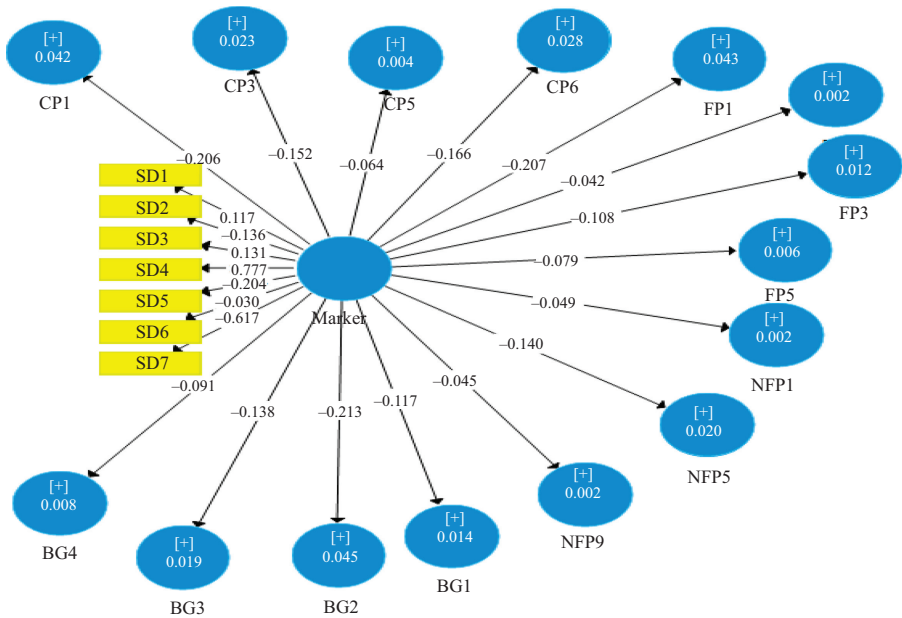 [+]
0.042
CP1
[+]
0.023
CP3
[+]
0.004
CP5
[+]
0.028
CP6
[+]
0.043
FP1
[+]
0.002
[+]
0.012
FP3
[+]
0.006
FP5
[+]
0.002
NFP1
[+]
0.020
NFP5
[+]
0.002
NFP9
[+]
0.014
BG1
[+]
0.045
BG2
[+]
0.019
BG3
[+]
0.008
BG4
SD1
SD2
SD3
SD4
SD5
SD6
SD7
Marker
–0.206
–0.152
–0.064
–0.166
–0.207
–0.042
–0.108
–0.079
–0.049
–0.140
–0.045
–0.117
–0.213
–0.138
–0.091
0.117
–0.136
0.131
0.777
–0.204
–0.030
–0.617